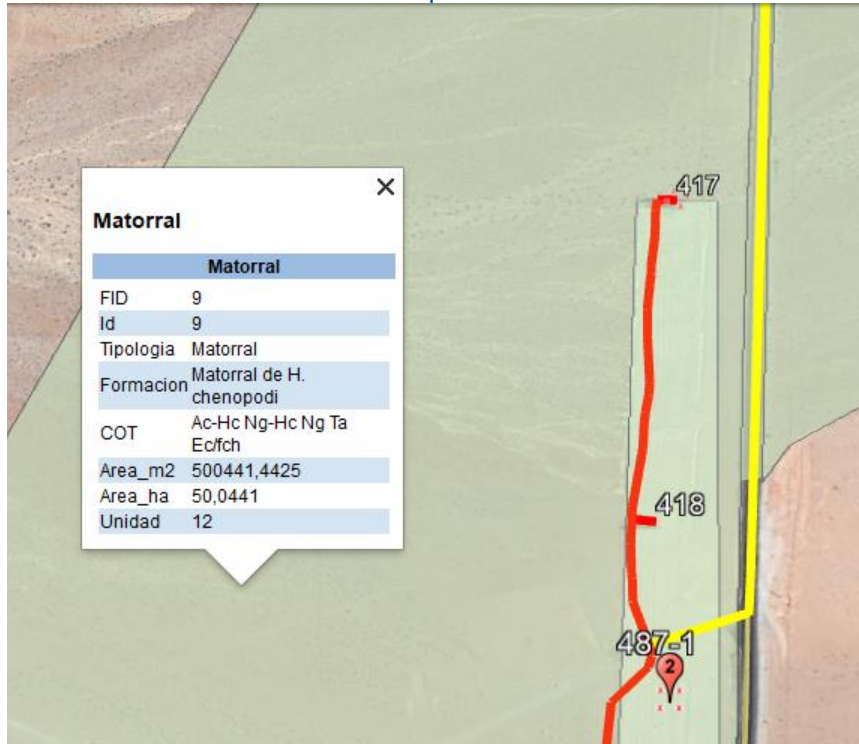 417
Matorral
Matorral
FID 9
Id 9
Tipologia Matorral
Formacion Matorral de H.
chenopodi
COT Ac-Hc Ng-Hc Ng Ta
Ec/fch
Area_m2 500441,4425
Area_ha 50,0441
Unidad 12
418
487-1
2